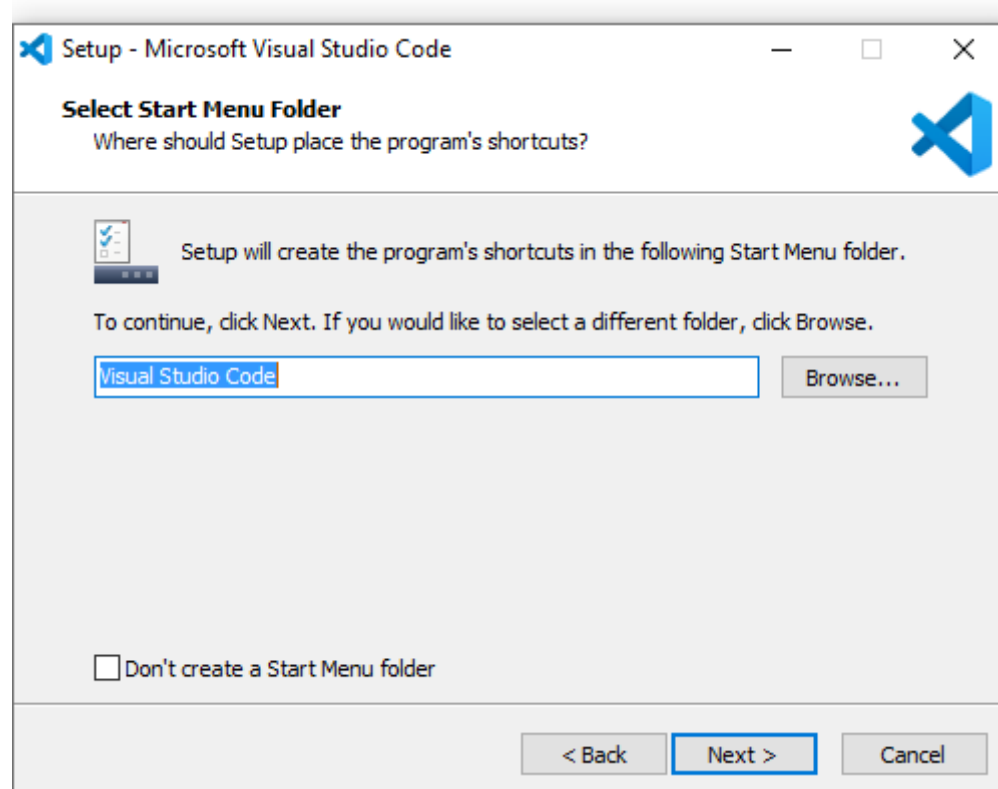 Setup - Microsoft Visual Studio Code
Select Start Menu Folder
Where should Setup place the program's shortcuts?
Setup will create the program's shortcuts in the following Start Menu folder.
To continue, click Next. If you would like to select a different folder, click Browse.
Visual Studio Code
Browse...
Don't create a Start Menu folder
< Back
Next >
Cancel